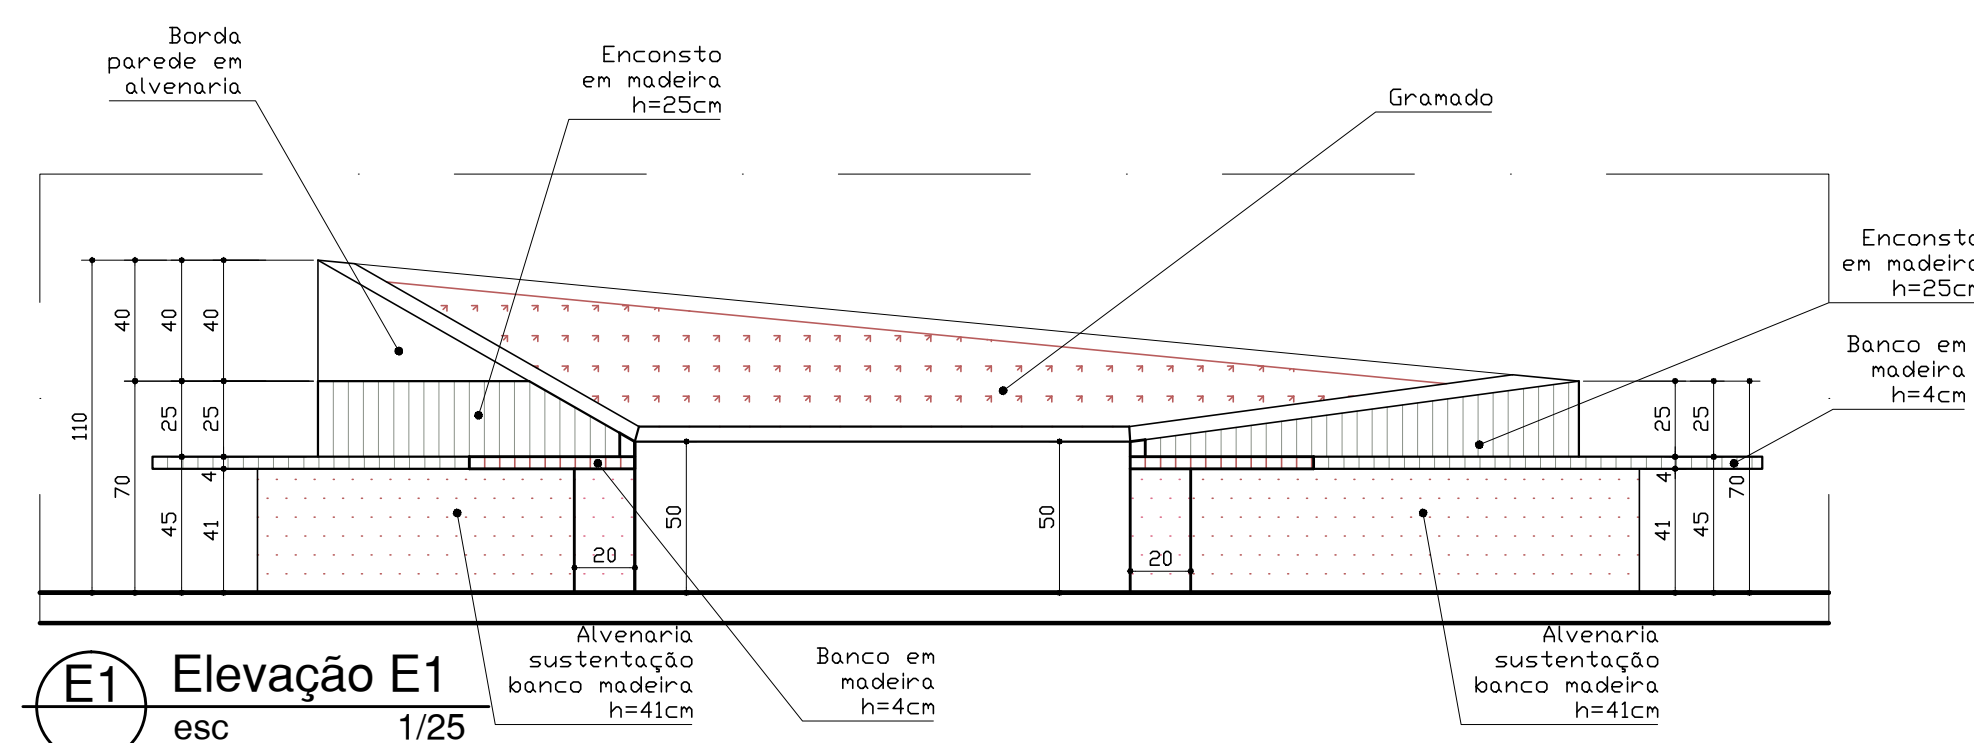 Borda
parede em
alvenaria
Enconsto
em madeira
h=25cm
Gramado
Enconsto
em madeira
h=25cm
Banco em
madeira
h=4cm
40
40
40
110
25
25
70
4
45
41
50
20
50
20
25
25
4
70
41
45
Alvenaria
sustentação
banco madeira
h=41cm
Banco em
madeira
h=4cm
Alvenaria
sustentação
banco madeira
h=41cm
E1
Elevação E1
esc 1/25